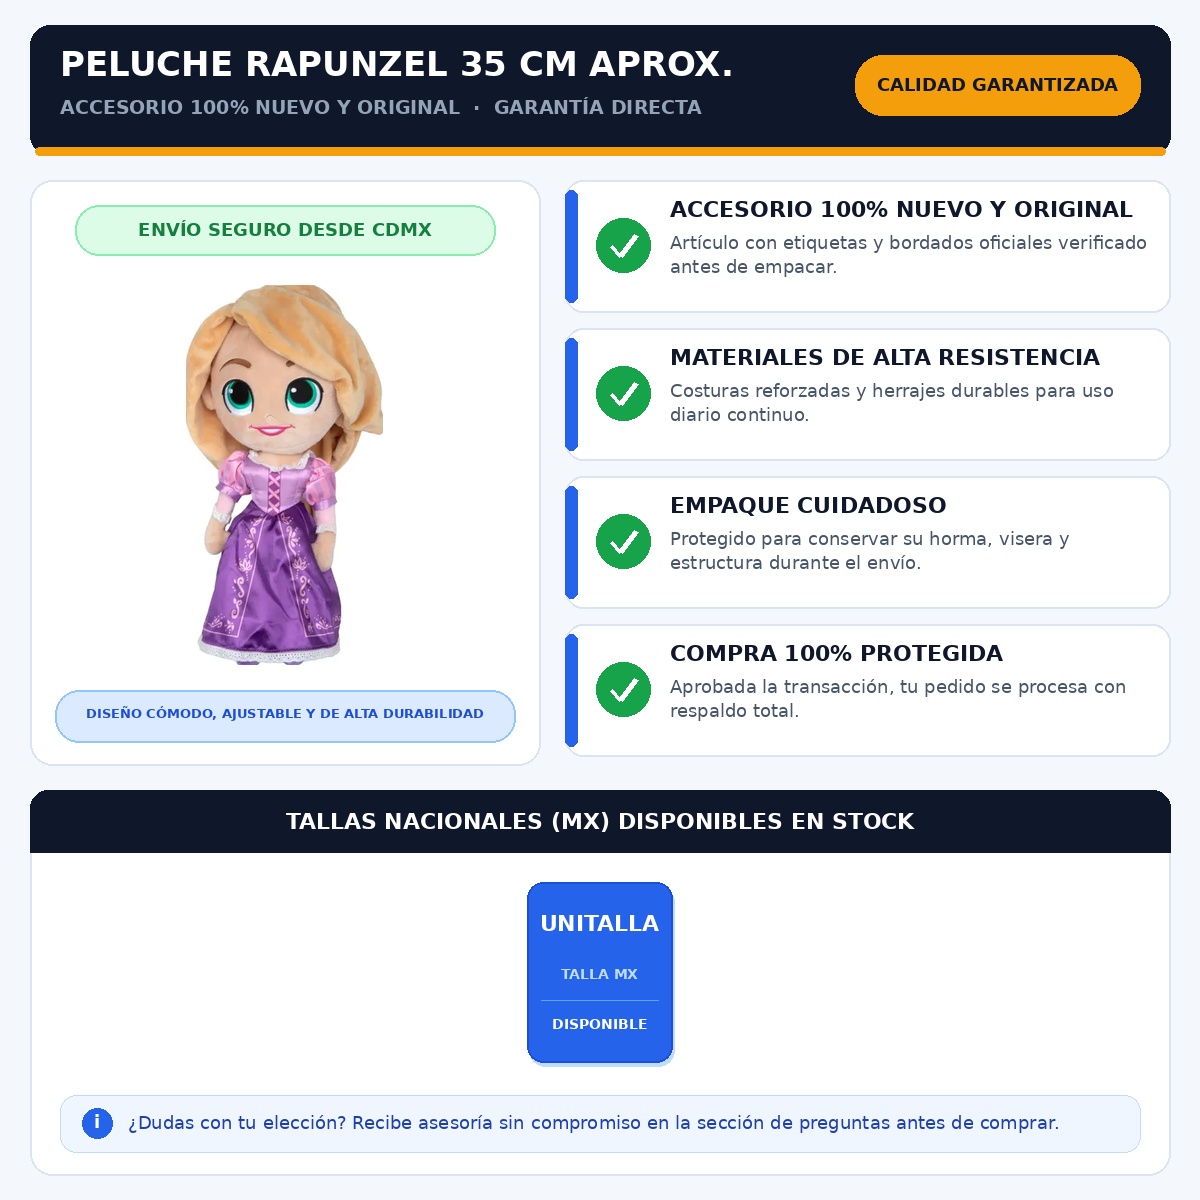 PELUCHE RAPUNZEL 35 CM APROX.
ACCESORIO 100% NUEVO Y ORIGINAL · GARANTÍA DIRECTA
CALIDAD GARANTIZADA
ENVÍO SEGURO DESDE CDMX
DISEÑO CÓMODO, AJUSTABLE Y DE ALTA DURABILIDAD
ACCESORIO 100% NUEVO Y ORIGINAL
Artículo con etiquetas y bordados oficiales verificado
antes de empacar.
MATERIALES DE ALTA RESISTENCIA
Costuras reforzadas y herrajes durables para uso
diario continuo.
EMPAQUE CUIDADOSO
Protegido para conservar su horma, visera y
estructura durante el envío.
COMPRA 100% PROTEGIDA
Aprobada la transacción, tu pedido se procesa con
respaldo total.
TALLAS NACIONALES (MX) DISPONIBLES EN STOCK
UNITALLA
TALLA MX
DISPONIBLE
i ¿Dudas con tu elección? Recibe asesoría sin compromiso en la sección de preguntas antes de comprar.